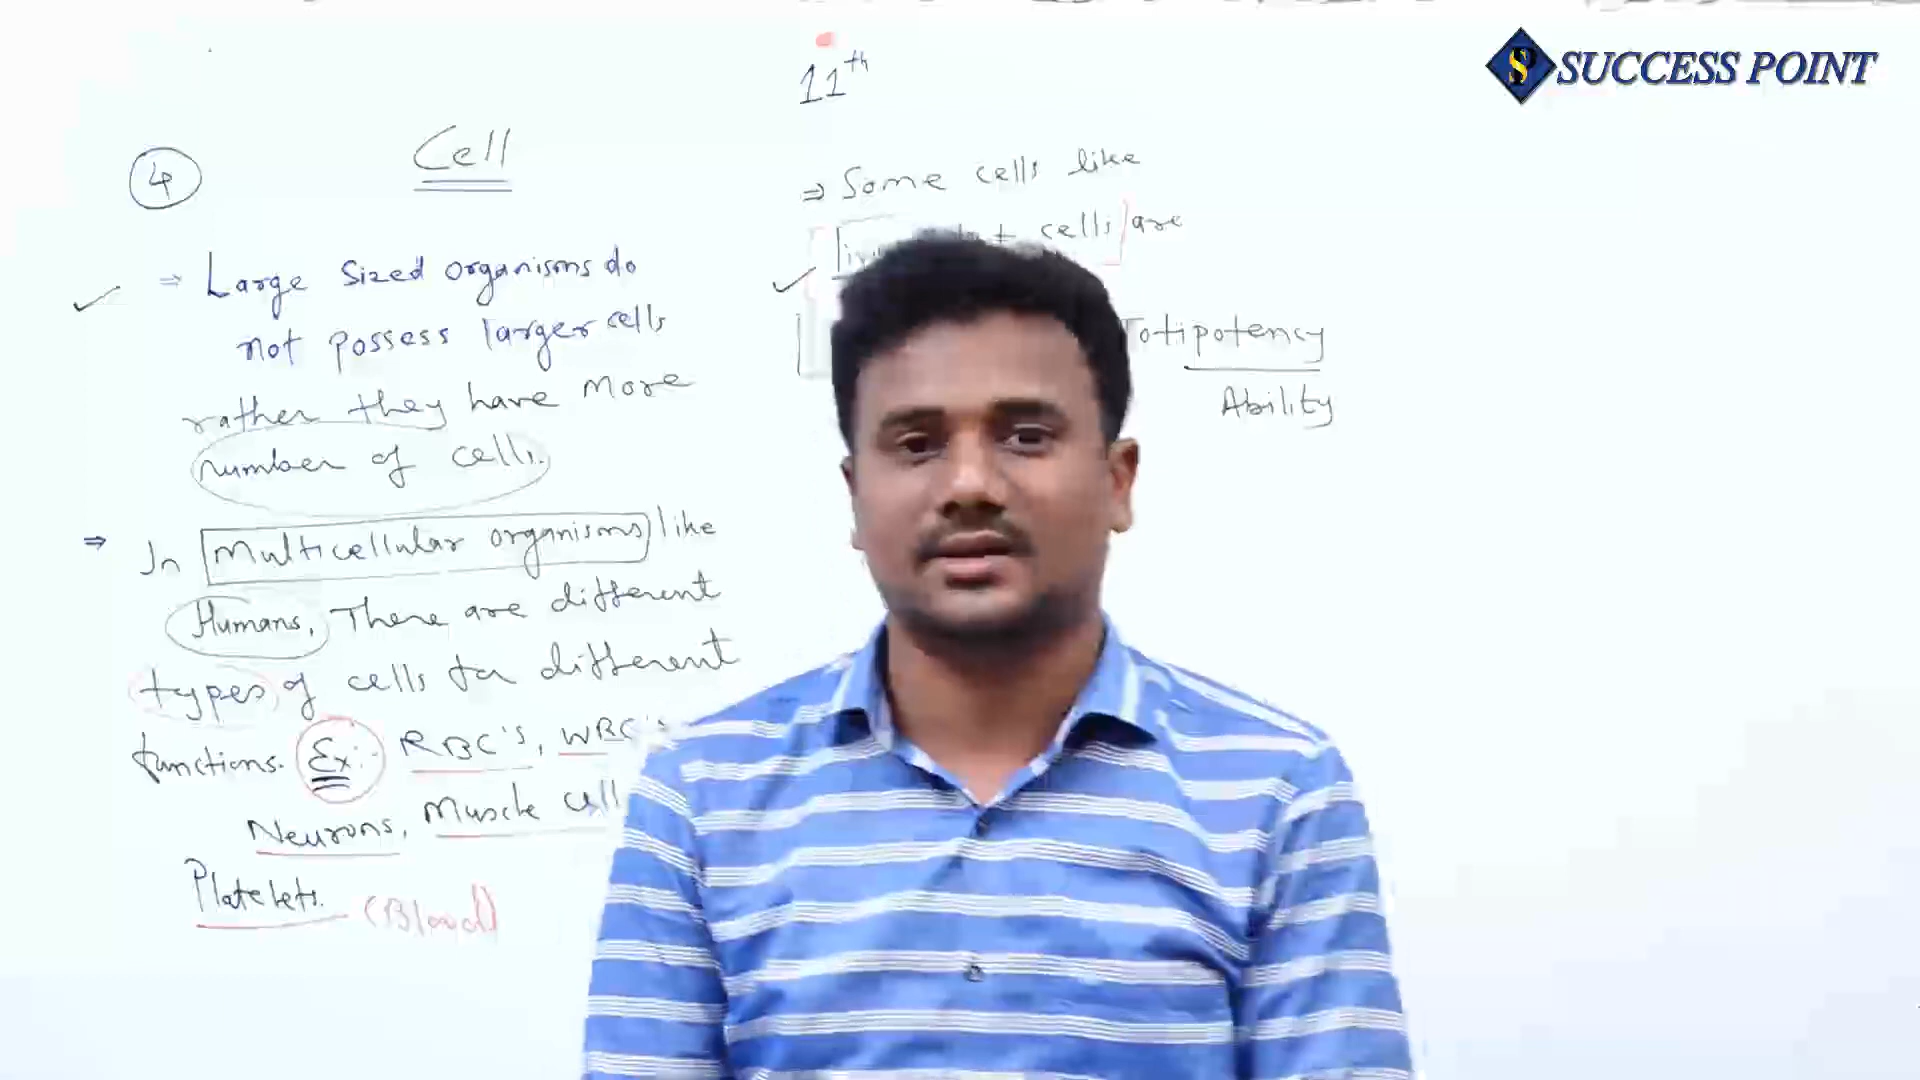 SUCCESS POINT
11th
4
Cell
⇒ Large Sized organisms do
not possess larger cells
rather they have more
number of cells.
⇒ In Multicellular organisms like
Humans, There are different
types of cells for different
functions. Ex:- RBC's, WBC's
Neurons, Muscle cell
Platelets. (Blood)
⇒ Some cells like
cells are
Totipotency
Ability